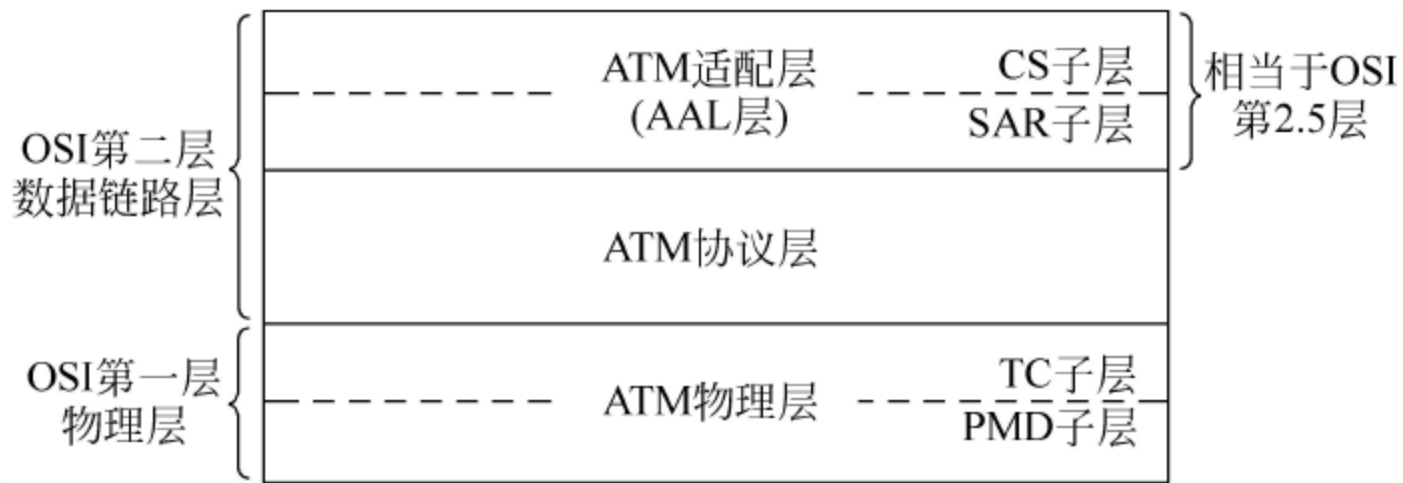 ATM适配层
(AAL层)
CS子层
SAR子层
相当于OSI
第2.5层
OSI第二层
数据链路层
ATM协议层
OSI第一层
物理层
ATM物理层
TC子层
PMD子层